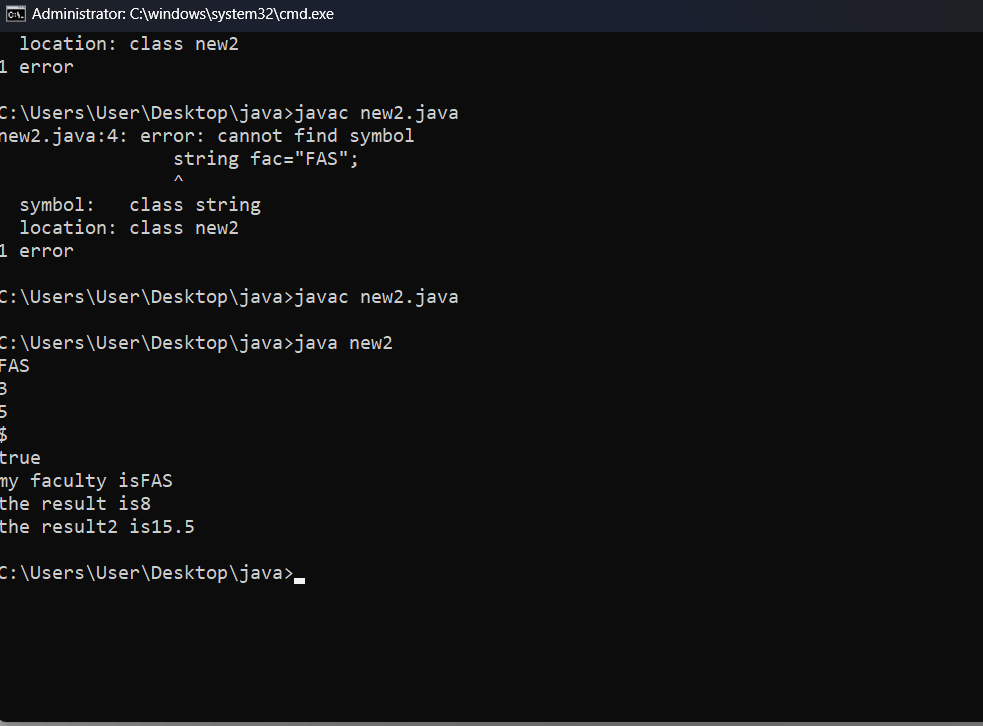 Administrator: C:\windows\system32\cmd.exe
  location: class new2
1 error

C:\Users\User\Desktop\java>javac new2.java
new2.java:4: error: cannot find symbol
                string fac="FAS";
                ^
  symbol:   class string
  location: class new2
1 error

C:\Users\User\Desktop\java>javac new2.java

C:\Users\User\Desktop\java>java new2
FAS
3
5
$
true
my faculty isFAS
the result is8
the result2 is15.5

C:\Users\User\Desktop\java>